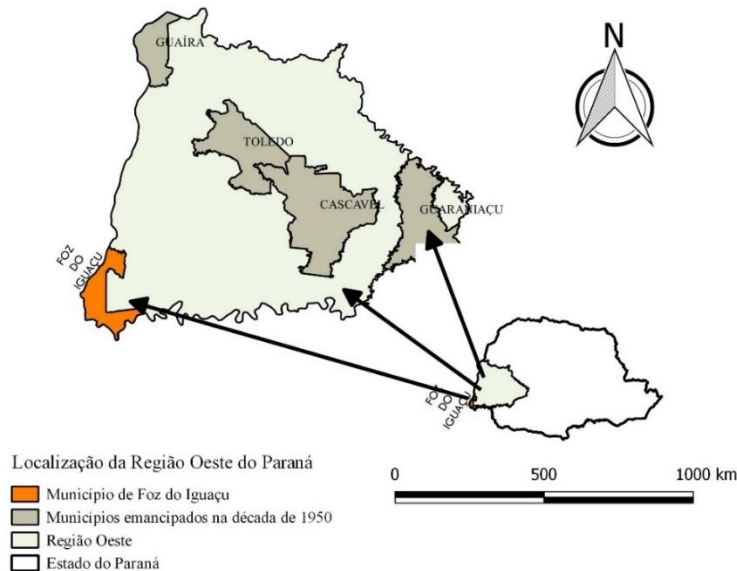 GUAÍRA
N
TOLEDO
CASCAVEL
GUARANIAÇU
FOZ
DO
IGUAÇU
FOZ
DO
IGUAÇU
Localização da Região Oeste do Paraná
Município de Foz do Iguaçu
Municípios emancipados na década de 1950
Região Oeste
Estado do Paraná
0 500 1000 km